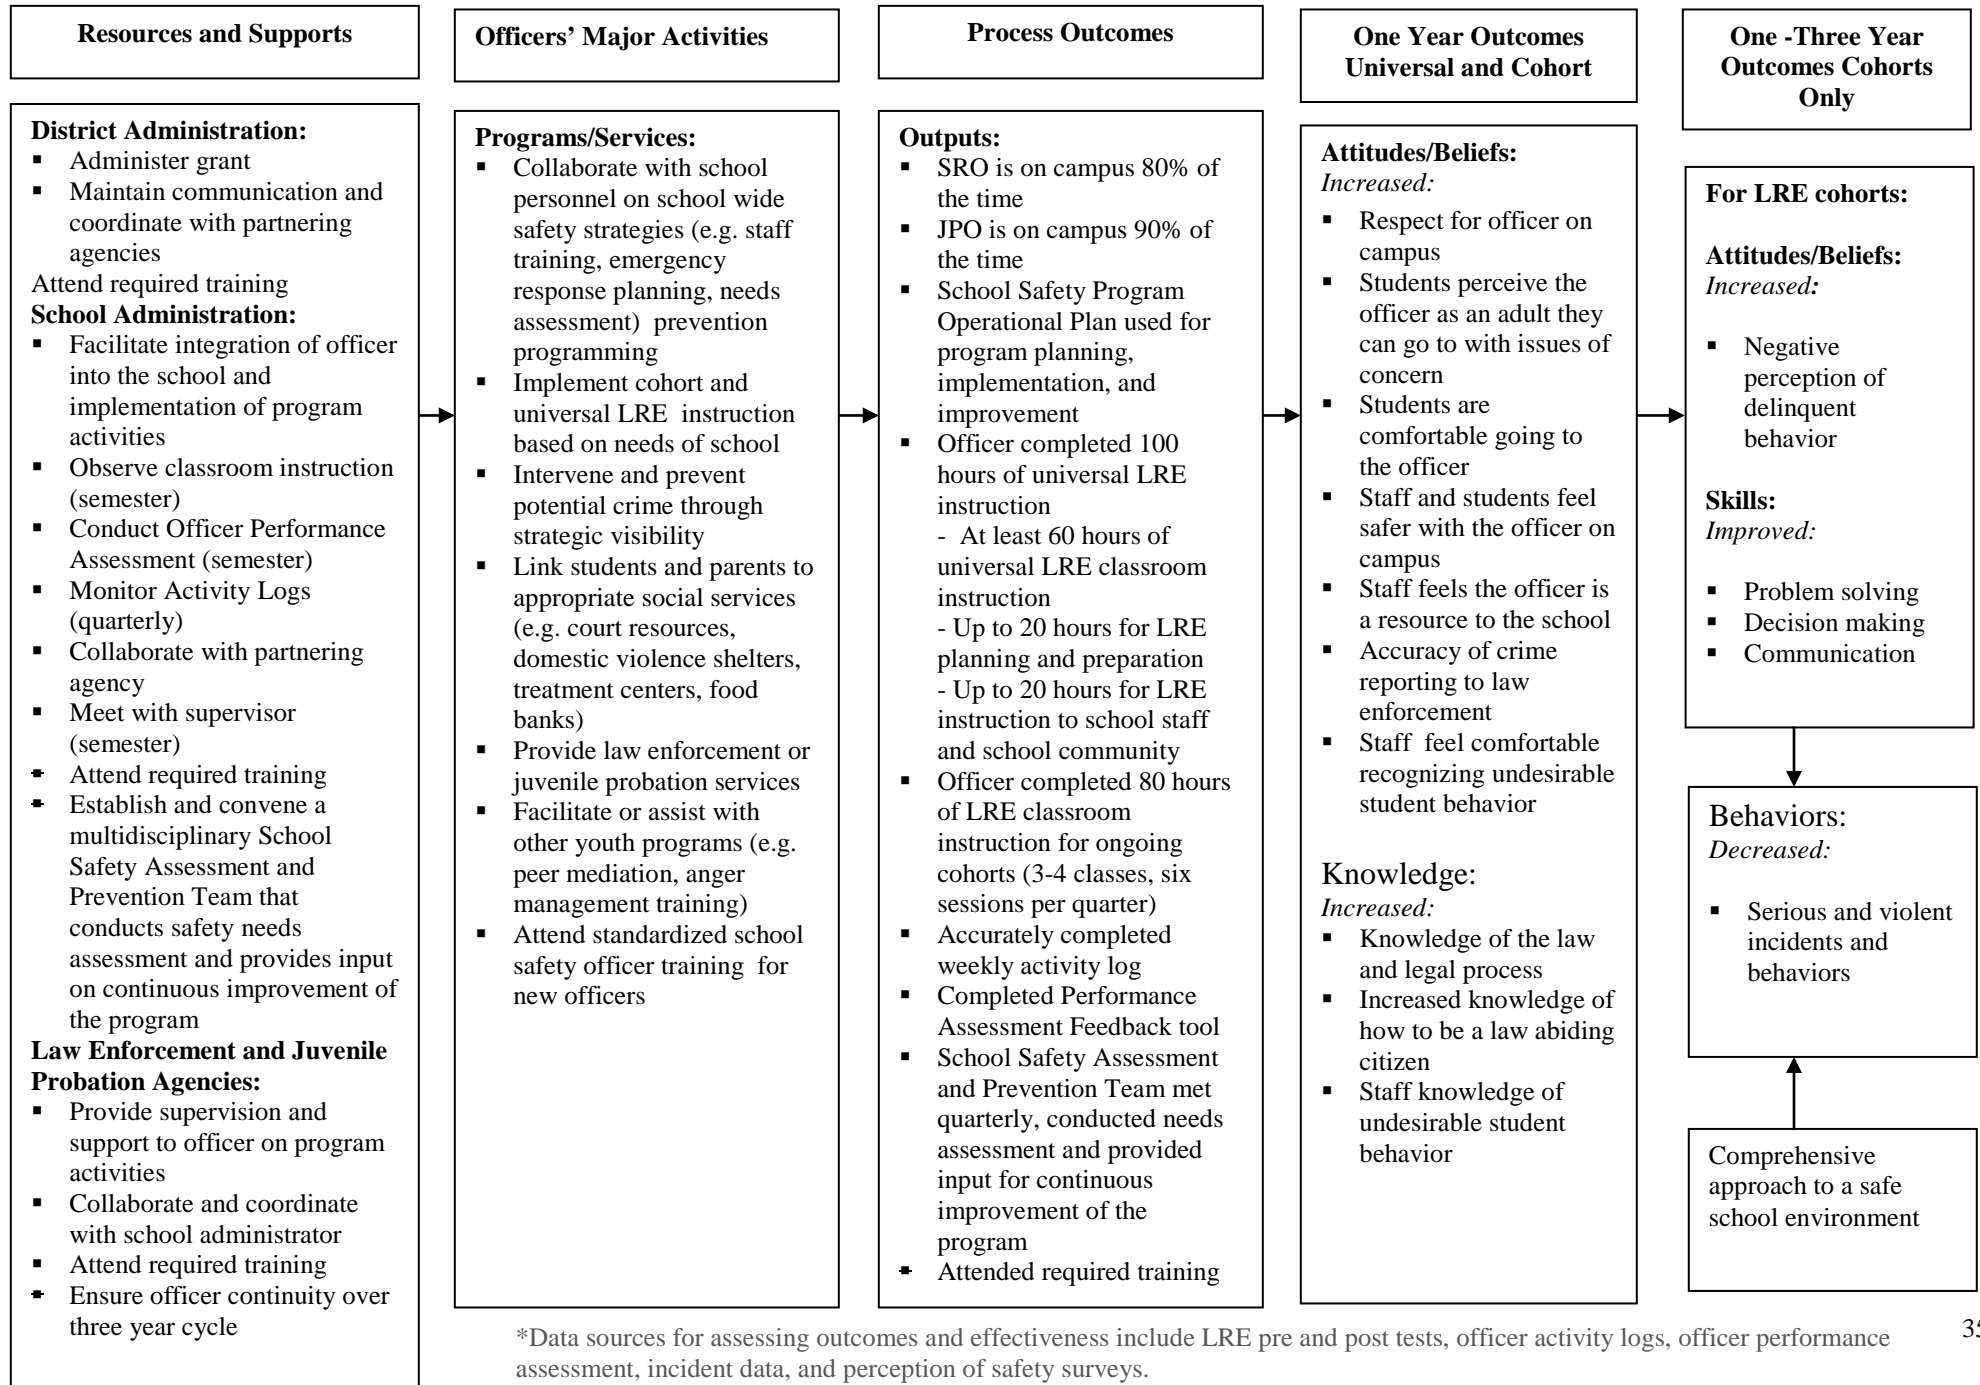 Resources and Supports
District Administration:
▪ Administer grant
▪ Maintain communication and
coordinate with partnering
agencies
Attend required training
School Administration:
▪ Facilitate integration of officer
into the school and
implementation of program
activities
▪ Observe classroom instruction
(semester)
▪ Conduct Officer Performance
Assessment (semester)
▪ Monitor Activity Logs
(quarterly)
▪ Collaborate with partnering
agency
▪ Meet with supervisor
(semester)
▪ Attend required training
▪ Establish and convene a
multidisciplinary School
Safety Assessment and
Prevention Team that
conducts safety needs
assessment and provides input
on continuous improvement of
the program
Law Enforcement and Juvenile
Probation Agencies:
▪ Provide supervision and
support to officer on program
activities
▪ Collaborate and coordinate
with school administrator
▪ Attend required training
▪ Ensure officer continuity over
three year cycle
Officers’ Major Activities
Programs/Services:
▪ Collaborate with school
personnel on school wide
safety strategies (e.g. staff
training, emergency
response planning, needs
assessment) prevention
programming
▪ Implement cohort and
universal LRE instruction
based on needs of school
▪ Intervene and prevent
potential crime through
strategic visibility
▪ Link students and parents to
appropriate social services
(e.g. court resources,
domestic violence shelters,
treatment centers, food
banks)
▪ Provide law enforcement or
juvenile probation services
▪ Facilitate or assist with
other youth programs (e.g.
peer mediation, anger
management training)
▪ Attend standardized school
safety officer training for
new officers
Process Outcomes
Outputs:
▪ SRO is on campus 80% of
the time
▪ JPO is on campus 90% of
the time
▪ School Safety Program
Operational Plan used for
program planning,
implementation, and
improvement
▪ Officer completed 100
hours of universal LRE
instruction
- At least 60 hours of
universal LRE classroom
instruction
- Up to 20 hours for LRE
planning and preparation
- Up to 20 hours for LRE
instruction to school staff
and school community
▪ Officer completed 80 hours
of LRE classroom
instruction for ongoing
cohorts (3-4 classes, six
sessions per quarter)
▪ Accurately completed
weekly activity log
▪ Completed Performance
Assessment Feedback tool
▪ School Safety Assessment
and Prevention Team met
quarterly, conducted needs
assessment and provided
input for continuous
improvement of the
program
▪ Attended required training
One Year Outcomes
Universal and Cohort
Attitudes/Beliefs:
Increased:
▪ Respect for officer on
campus
▪ Students perceive the
officer as an adult they
can go to with issues of
concern
▪ Students are
comfortable going to
the officer
▪ Staff and students feel
safer with the officer on
campus
▪ Staff feels the officer is
a resource to the school
▪ Accuracy of crime
reporting to law
enforcement
▪ Staff feel comfortable
recognizing undesirable
student behavior
Knowledge:
Increased:
▪ Knowledge of the law
and legal process
▪ Increased knowledge of
how to be a law abiding
citizen
▪ Staff knowledge of
undesirable student
behavior
One -Three Year
Outcomes Cohorts
Only
For LRE cohorts:
Attitudes/Beliefs:
Increased:
▪ Negative
perception of
delinquent
behavior
Skills:
Improved:
▪ Problem solving
▪ Decision making
▪ Communication
Behaviors:
Decreased:
▪ Serious and violent
incidents and
behaviors
Comprehensive
approach to a safe
school environment
*Data sources for assessing outcomes and effectiveness include LRE pre and post tests, officer activity logs, officer performance
assessment, incident data, and perception of safety surveys.
35